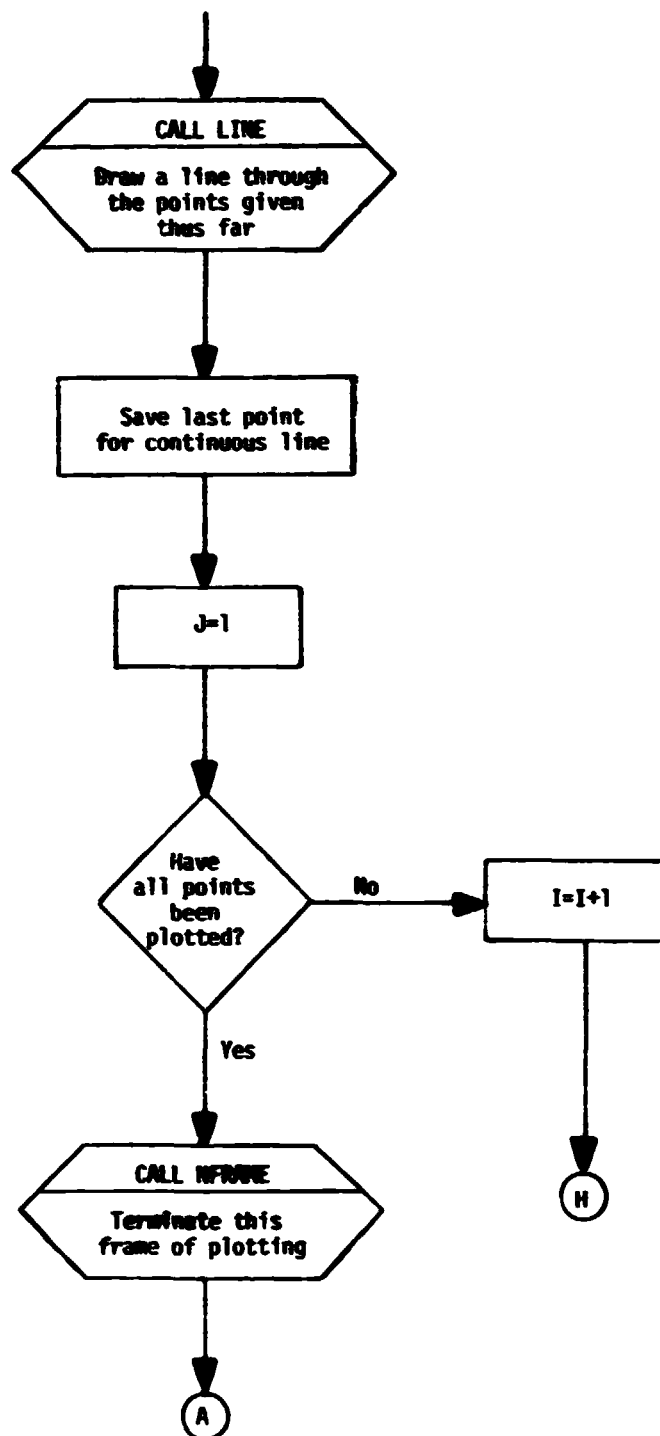 CALL LINE
Draw a line through
the points given
thus far
Save last point
for continuous line
J=1
Have
all points
been
plotted?
No
I=I+1
Yes
H
CALL NFRAME
Terminate this
frame of plotting
A